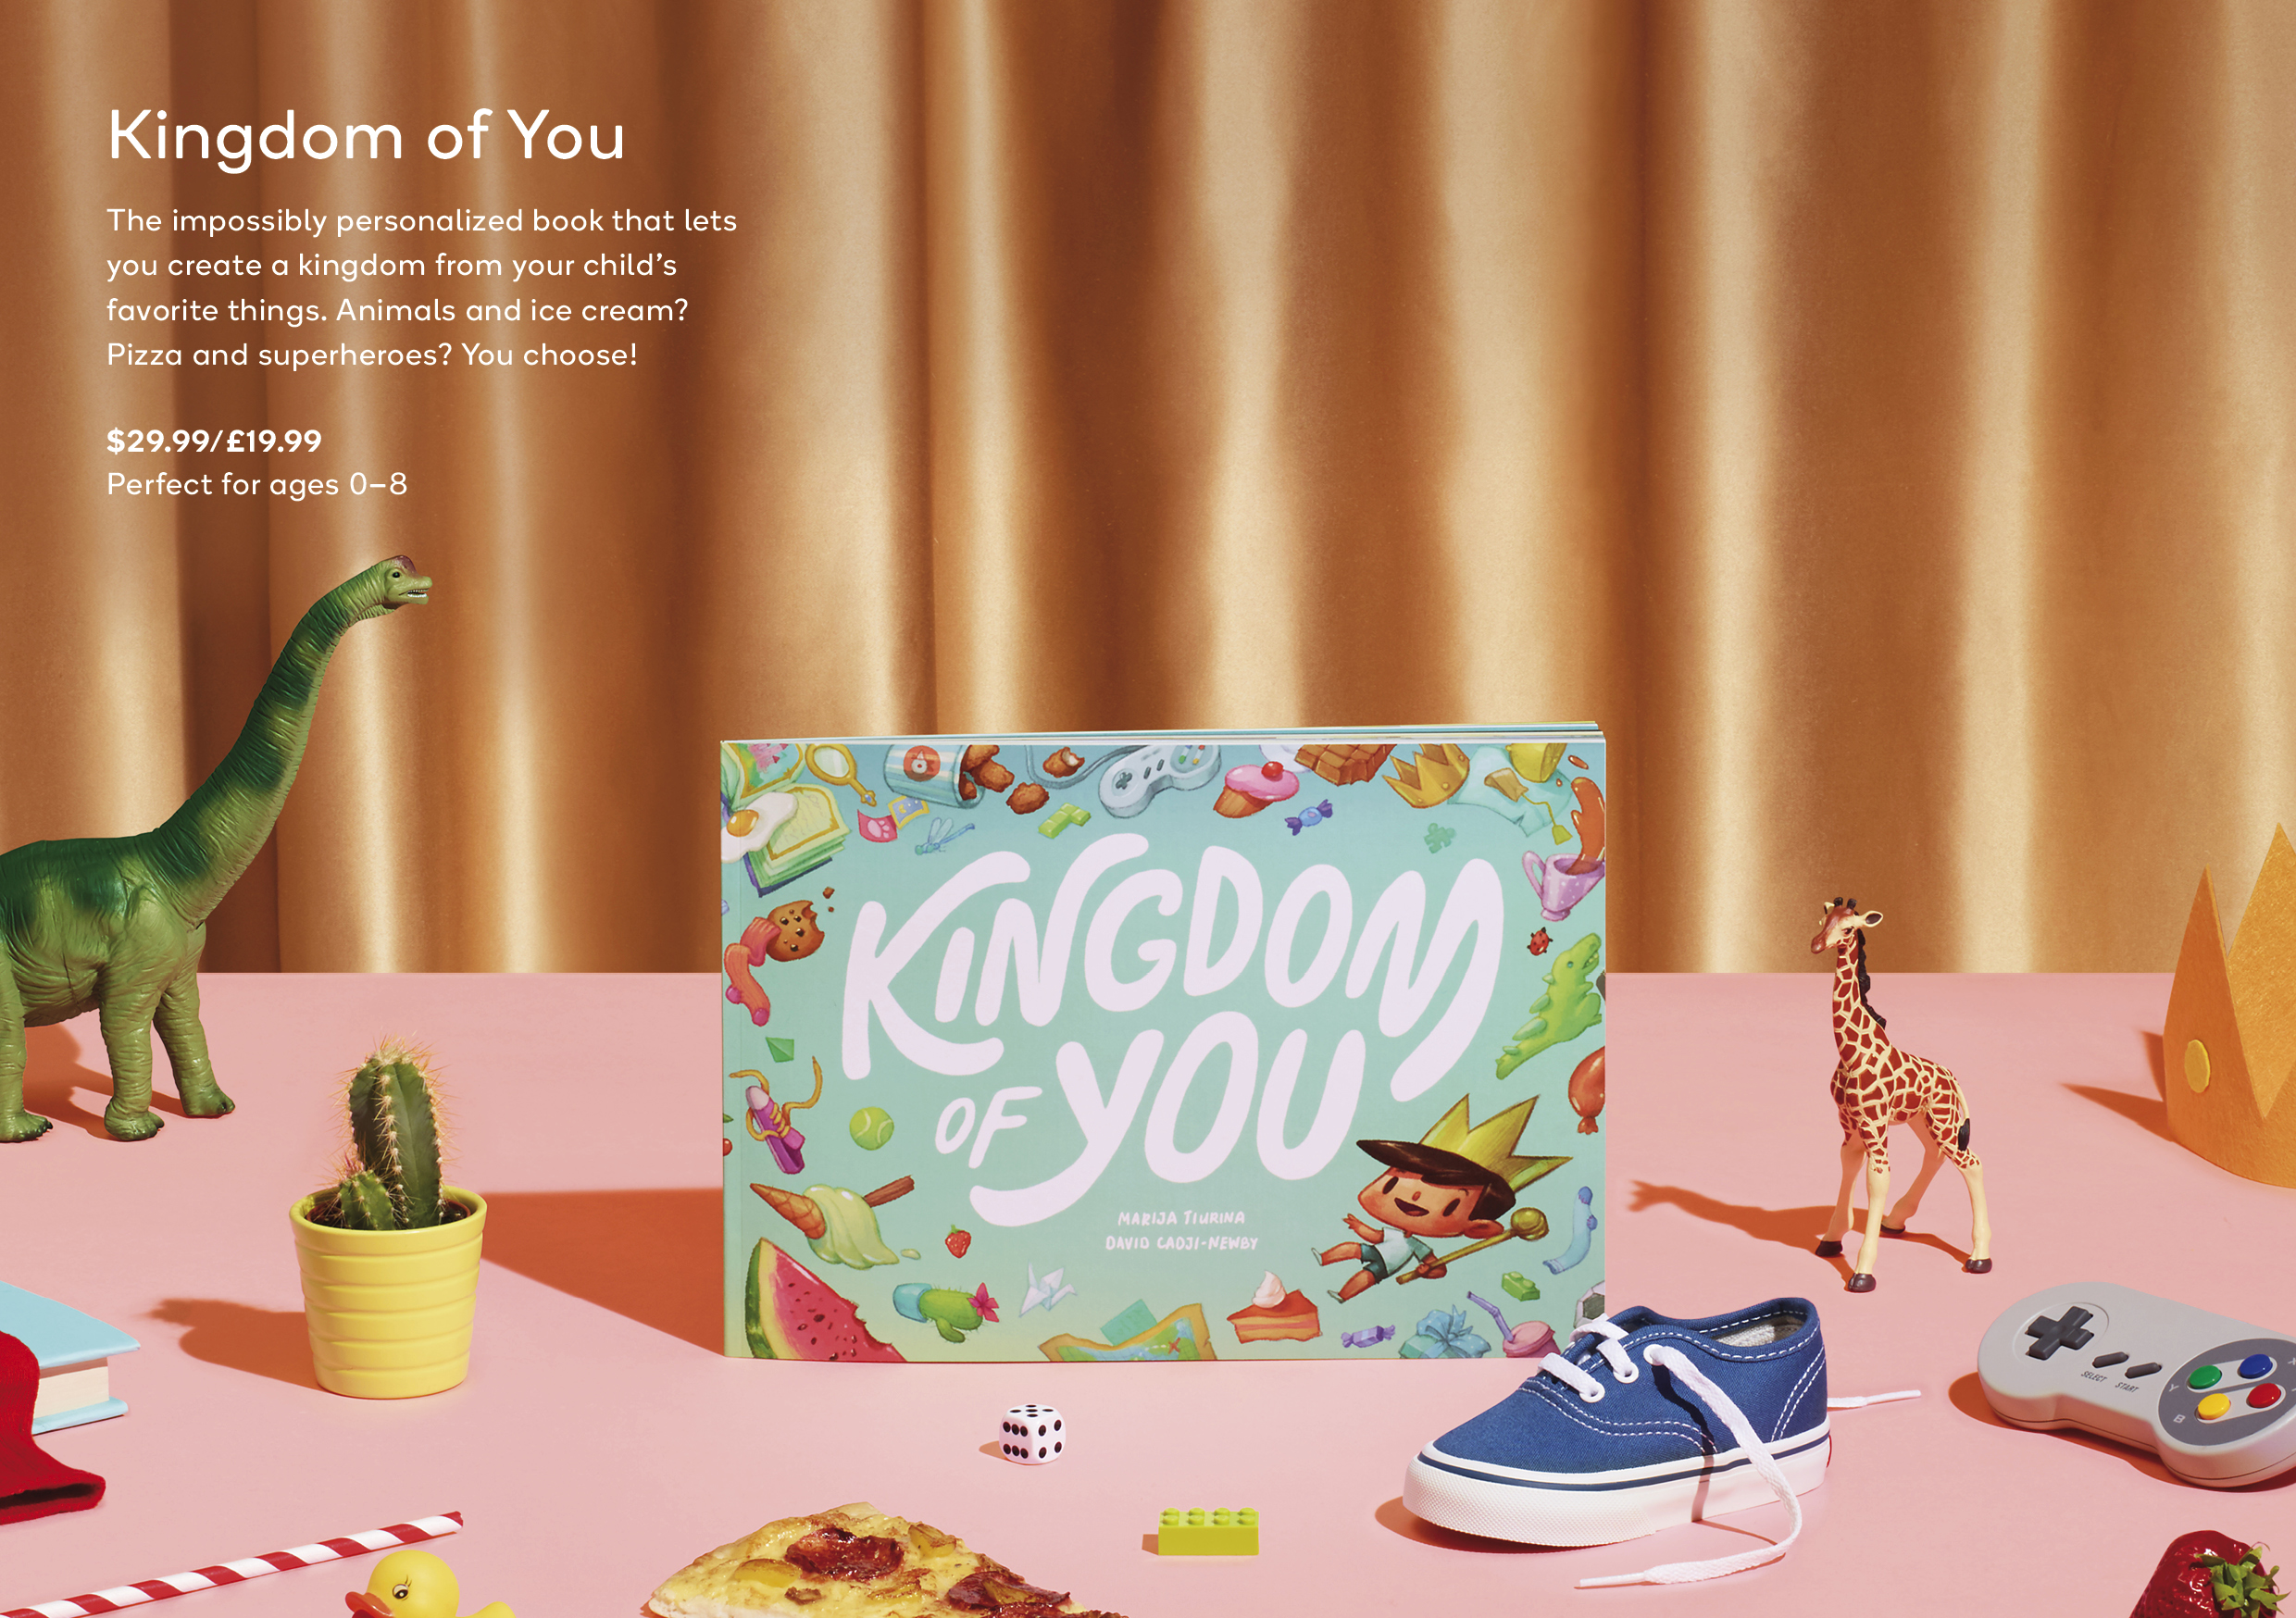 Kingdom of You
The impossibly personalized book that lets
you create a kingdom from your child's
favorite things. Animals and ice cream?
Pizza and superheroes? You choose!
$29.99/£19.99
Perfect for ages 0–8
KINGDOM
OF YOU
MARIJA TIURINA
DAVID CADJI-NEWBY
SELECT START
Y X
B